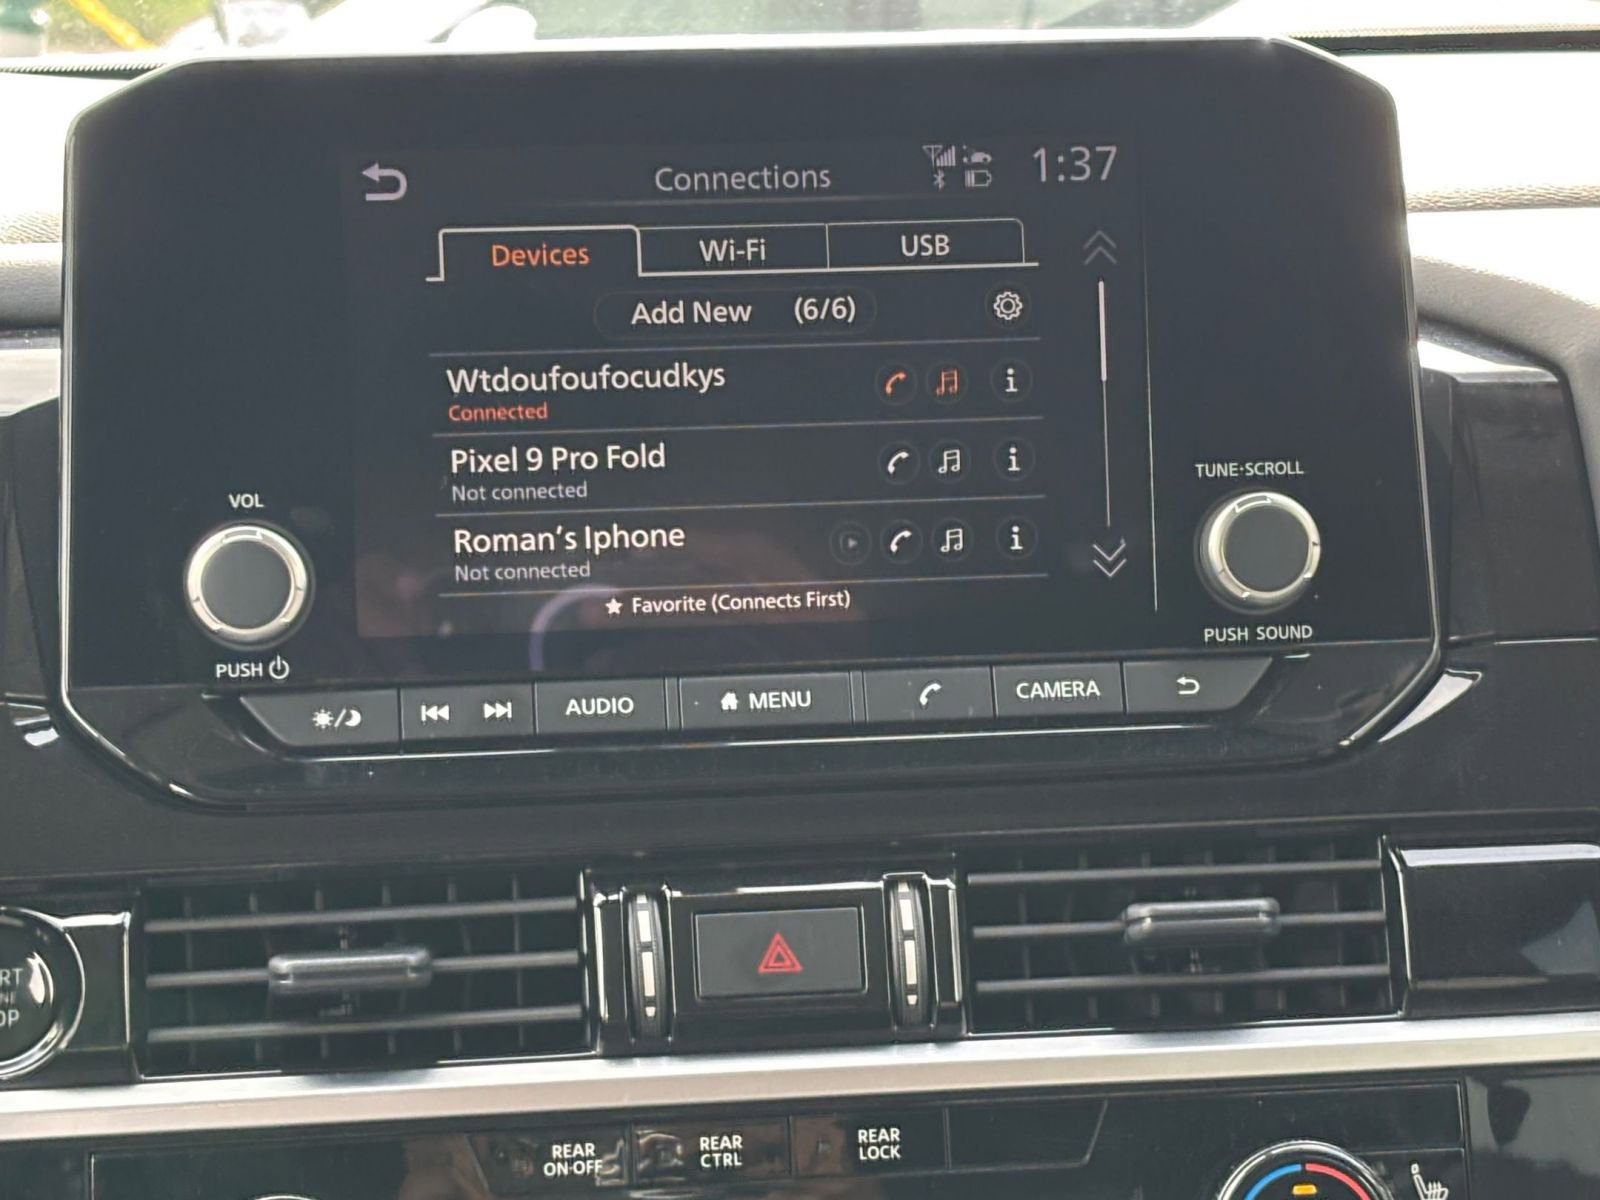 Connections 1:37
Devices Wi-Fi USB
Add New (6/6)
Wtdoufoufocudkys
Connected
Pixel 9 Pro Fold
Not connected
Roman's Iphone
Not connected
★ Favorite (Connects First)
VOL
PUSH
TUNE·SCROLL
PUSH SOUND
AUDIO MENU CAMERA
REAR
ON·OFF
REAR
CTRL
REAR
LOCK